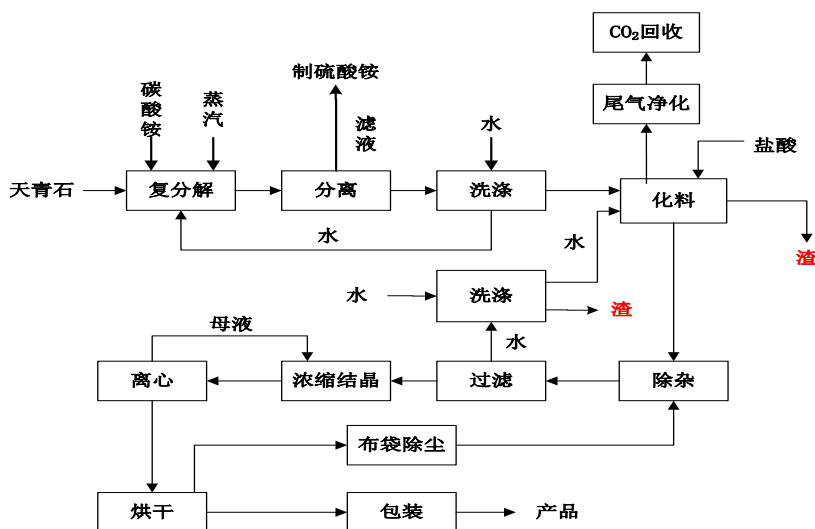 CO₂回收
制硫酸铵
碳酸铵
蒸汽
滤液
水
尾气净化
盐酸
天青石
复分解
分离
洗涤
化料
水
水
渣
水
洗涤
渣
母液
水
离心
浓缩结晶
过滤
除杂
布袋除尘
烘干
包装
产品